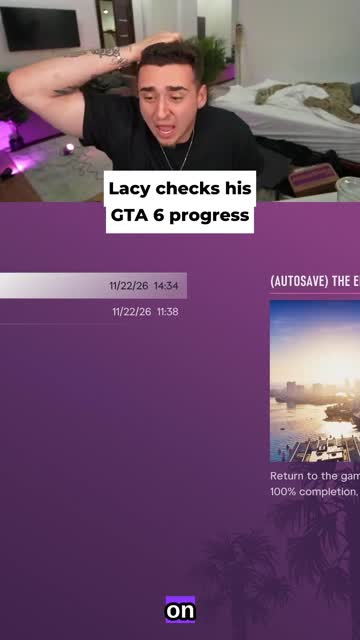 Lacy checks his
GTA 6 progress
11/22/26 14:34
(AUTOSAVE) THE
11/22/26 11:38
Return to the
100% completion,
on